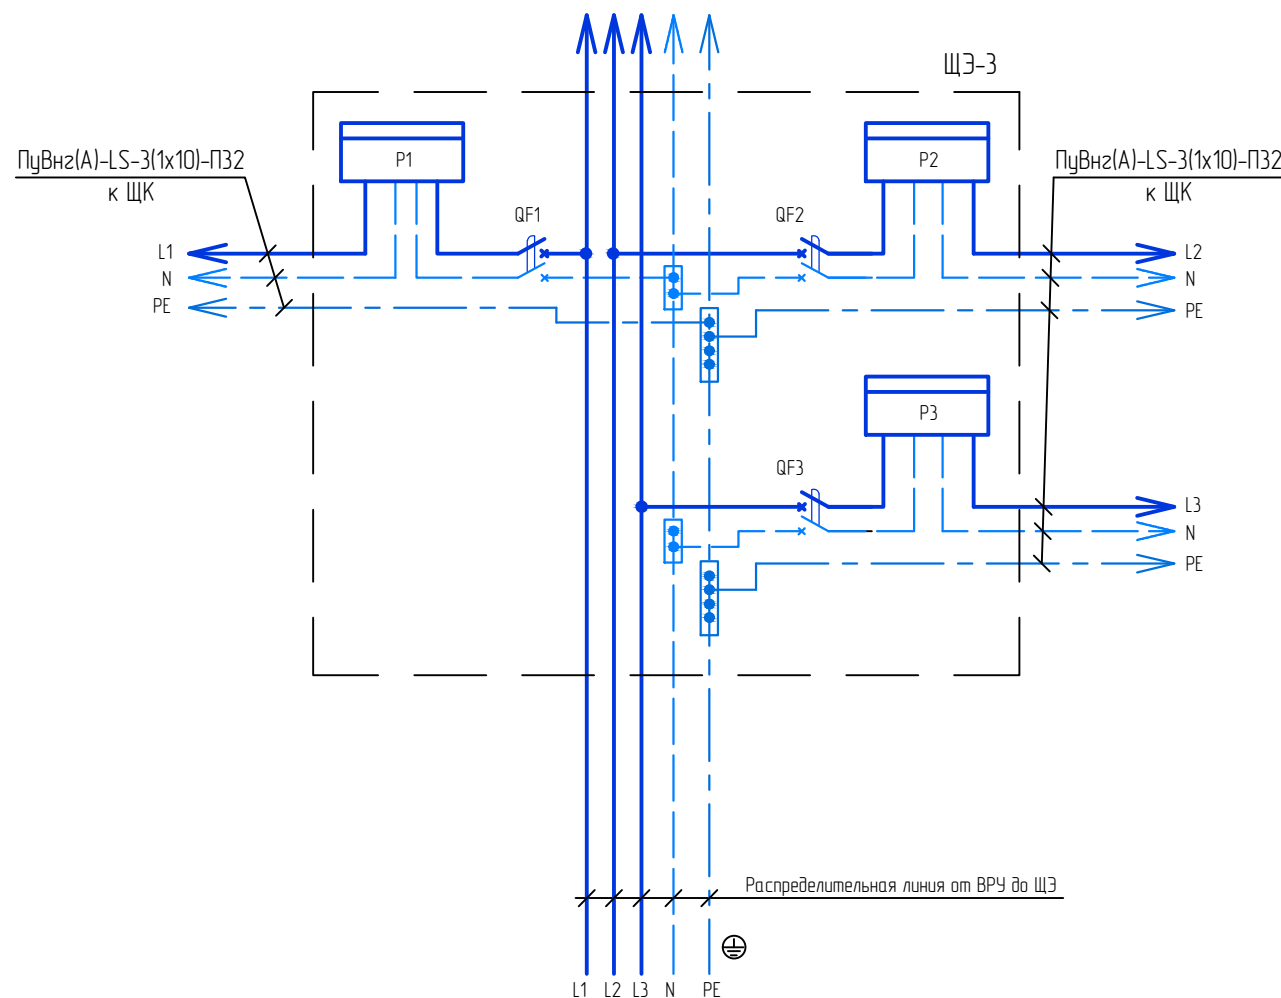 ЩЭ-3
ПуВнг(А)-LS-3(1х10)-П32
к ЩК
P1
P2
ПуВнг(А)-LS-3(1х10)-П32
к ЩК
QF1
QF2
L1
N
PE
L2
N
PE
P3
QF3
L3
N
PE
Распределительная линия от ВРУ до ЩЭ
L1 L2 L3 N PE